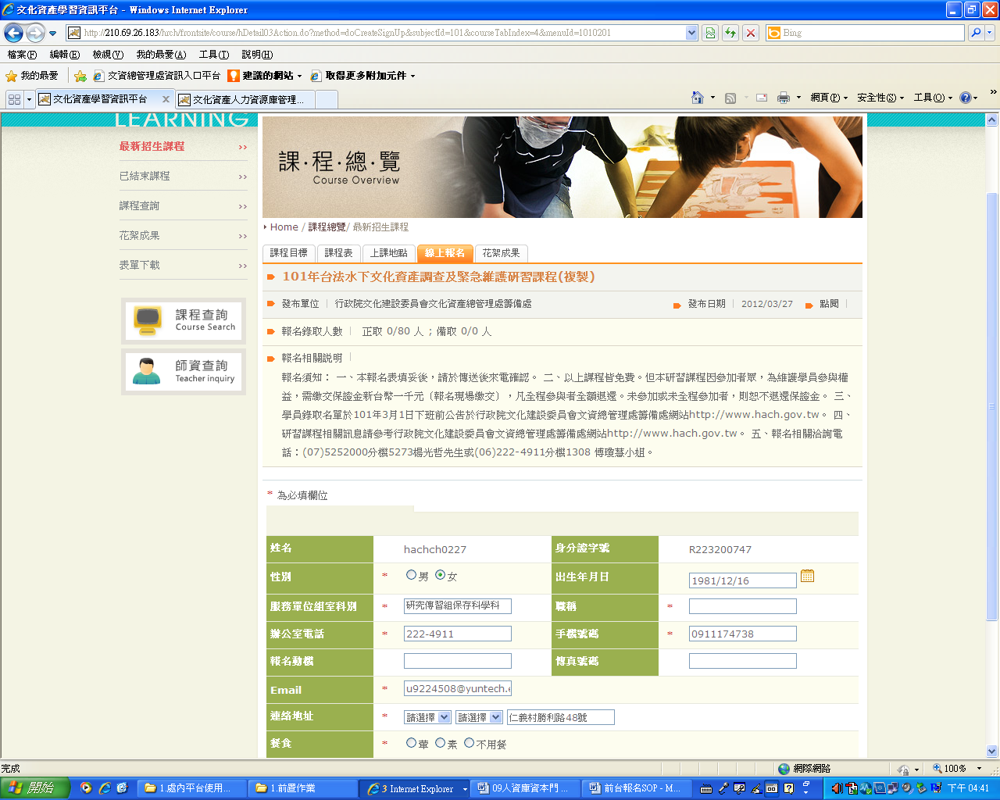 文化資產學習資訊平台 - Windows Internet Explorer
http://210.69.26.183/hrch/frontsite/course/hDetail03Action.do?method=doCreateSignUp&subjectId=101&courseTabIndex=4&menuId=1010201
Bing
檔案(F) 編輯(E) 檢視(V) 我的最愛(A) 工具(T) 說明(H)
我的最愛 文資總管理處資訊入口平台 建議的網站 取得更多附加元件
文化資產學習資訊平台 X 文化資產人力資源庫管理... 網頁(P) 安全性(S) 工具(O)
LEARNING
最新招生課程 >>
已結束課程 >>
課程查詢 >>
花絮成果 >>
表單下載 >>
課程查詢
Course Search
師資查詢
Teacher inquiry
課·程·總·覽
Course Overview
Home / 課程總覽/ 最新招生課程
課程目標 課程表 上課地點 線上報名 花絮成果
101年台法水下文化資產調查及緊急維護研習課程(複製)
發布單位 | 行政院文化建設委員會文化資產總管理處籌備處 發布日期 | 2012/03/27 點閱 |
報名錄取人數 | 正取 0/80 人 ; 備取 0/0 人
報名相關說明 |
報名須知： 一、本報名表填妥後，請於傳送後來電確認。 二、以上課程皆免費。但本研習課程因參加者眾，為維護學員參與權
益，需繳交保證金新台幣一千元〔報名現場繳交〕，凡全程參與者全額退還。未參加或未全程參加者，則恕不退還保證金。 三、
學員錄取名單於101年3月1日下班前公告於行政院文化建設委員會文資總管理處籌備處網站http://www.hach.gov.tw。 四、
研習課程相關訊息請參考行政院文化建設委員會文資總管理處籌備處網站http://www.hach.gov.tw。 五、報名相關洽詢電
話：(07)5252000分機5273楊光哲先生或(06)222-4911分機1308 傅瓊慧小姐。
* 為必填欄位
姓名 hachch0227 身分證字號 R223200747
性別 * 男 女 出生年月日 1981/12/16
服務單位組室科別 * 研究傳習組保存科學科 職稱 *
辦公室電話 * 222-4911 手機號碼 * 0911174738
報名動機 傳真號碼
Email * u9224508@yuntech.e
連絡地址 * 請選擇 請選擇 仁義村勝利路48號
餐食 * 葷 素 不用餐
完成 網際網路 100%
開始 1.處內平台使用... 1.前置作業 3 Internet Explorer 09人資庫資本門 ... 前台報名SOP - M... 下午 04:41